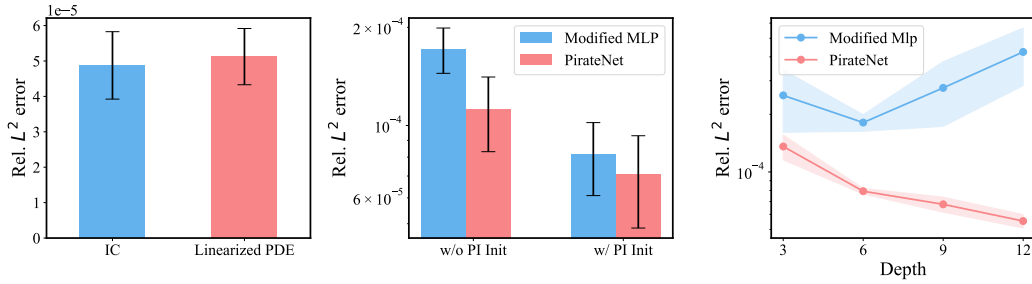 1e−5
6
5
4
3
2
1
0
Rel. L² error
IC
Linearized PDE
2 × 10⁻⁴
10⁻⁴
6 × 10⁻⁵
Rel. L² error
Modified MLP
PirateNet
w/o PI Init
w/ PI Init
10⁻⁴
Rel. L² error
Modified Mlp
PirateNet
3
6
9
12
Depth